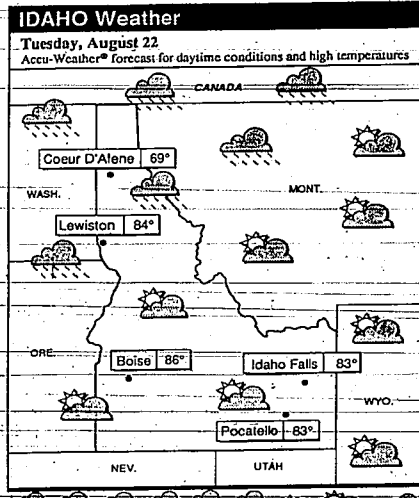 IDAHO Weather
Tuesday, August 22
Accu-Weather® forecast for daytime conditions and high temperatures
CANADA
Coeur D'Alene 69°
WASH.
MONT.
Lewiston 84°
ORE.
Boise 86°
Idaho Falls 83°
WYO.
Pocatello 83°
NEV.
UTAH